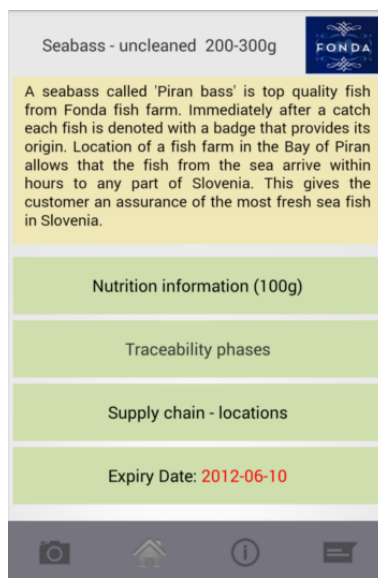 Seabass - uncleaned 200-300g
FONDA
A seabass called 'Piran bass' is top quality fish
from Fonda fish farm. Immediately after a catch
each fish is denoted with a badge that provides its
origin. Location of a fish farm in the Bay of Piran
allows that the fish from the sea arrive within
hours to any part of Slovenia. This gives the
customer an assurance of the most fresh sea fish
in Slovenia.
Nutrition information (100g)
Traceability phases
Supply chain - locations
Expiry Date: 2012-06-10